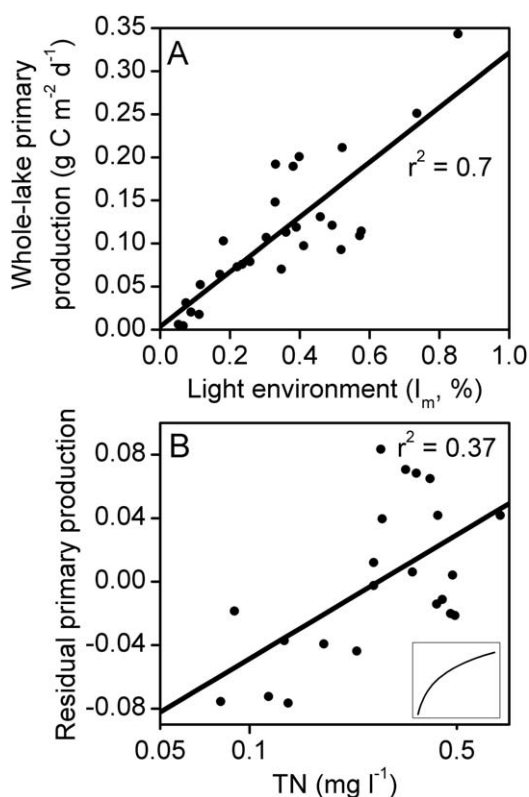 A
Whole-lake primary
production (g C m⁻² d⁻¹)
0.35
0.30
0.25
0.20
0.15
0.10
0.05
0.00
r² = 0.7
0.0 0.2 0.4 0.6 0.8 1.0
Light environment (Iₘ, %)
B
Residual primary production
0.08
0.04
0.00
-0.04
-0.08
r² = 0.37
0.05 0.1 0.5
TN (mg l⁻¹)